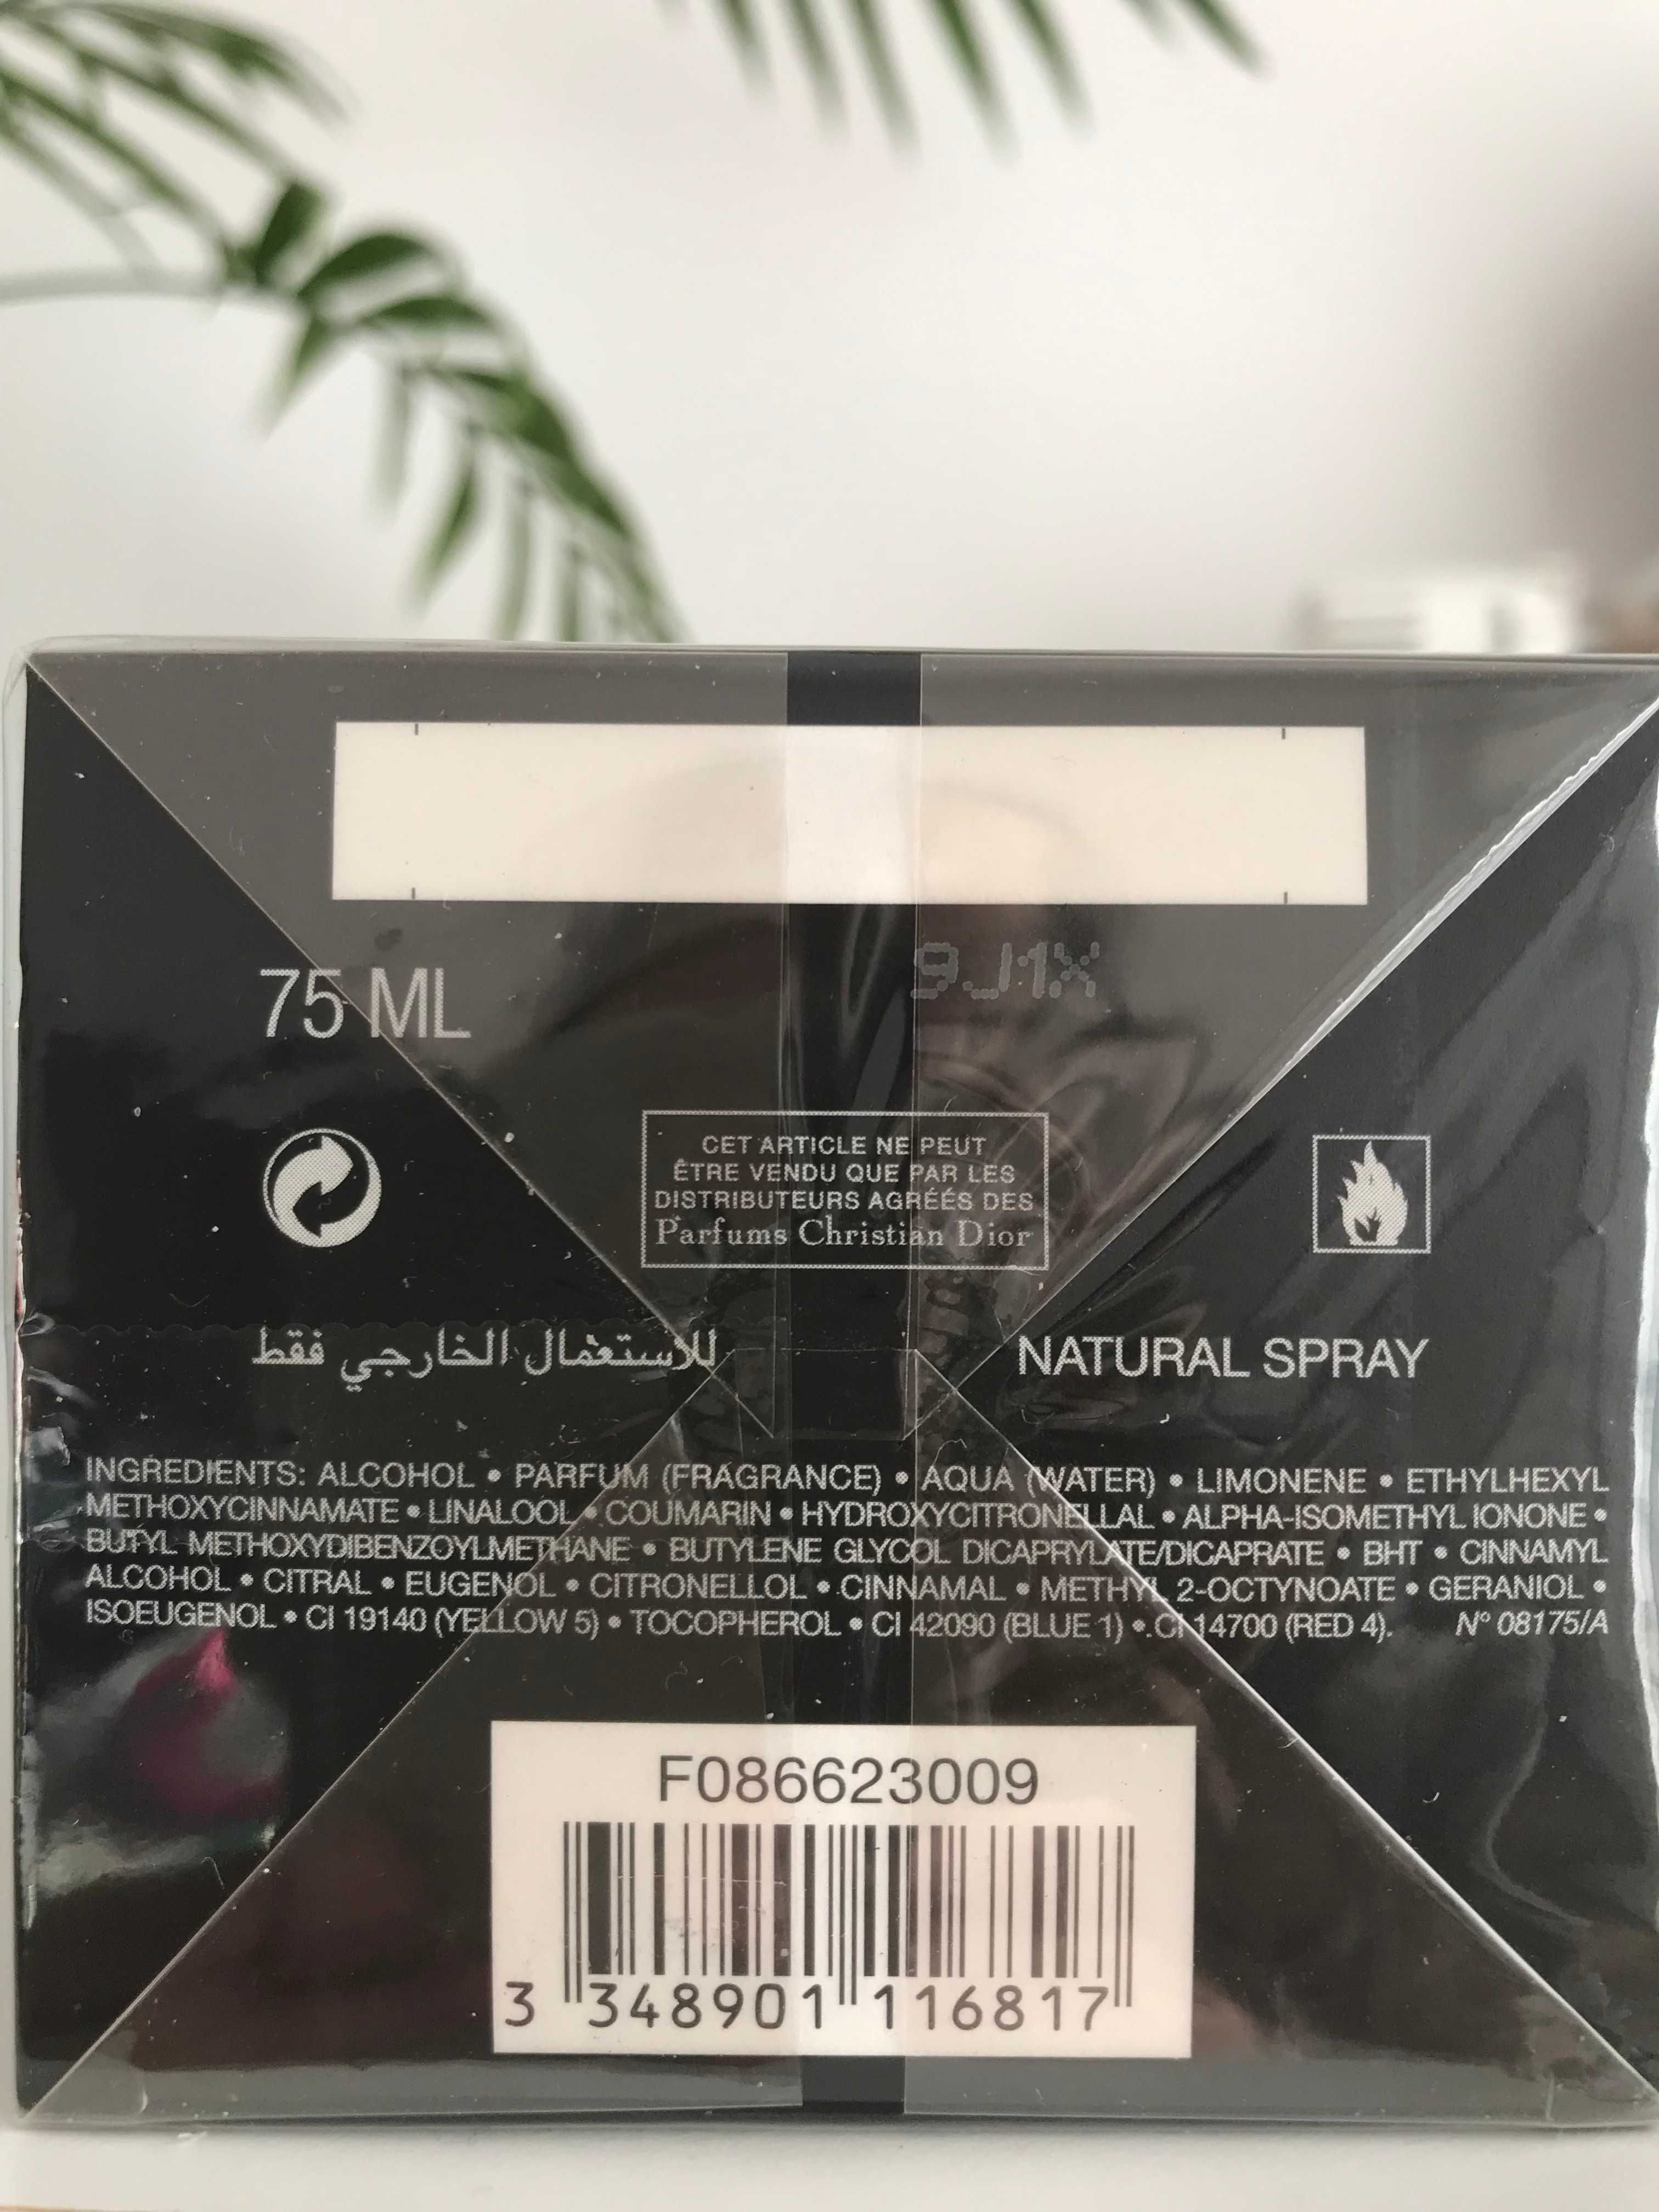 9J1X
75 ML
CET ARTICLE NE PEUT
ÊTRE VENDU QUE PAR LES
DISTRIBUTEURS AGRÉÉS DES
Parfums Christian Dior
للاستعمال الخارجي فقط
NATURAL SPRAY
INGREDIENTS: ALCOHOL • PARFUM (FRAGRANCE) • AQUA (WATER) • LIMONENE • ETHYLHEXYL
METHOXYCINNAMATE • LINALOOL • COUMARIN • HYDROXYCITRONELLAL • ALPHA-ISOMETHYL IONONE •
BUTYL METHOXYDIBENZOYLMETHANE • BUTYLENE GLYCOL DICAPRYLATE/DICAPRATE • BHT • CINNAMYL
ALCOHOL • CITRAL • EUGENOL • CITRONELLOL • CINNAMAL • METHYL 2-OCTYNOATE • GERANIOL •
ISOEUGENOL • CI 19140 (YELLOW 5) • TOCOPHEROL • CI 42090 (BLUE 1) • CI 14700 (RED 4). N° 08175/A
F086623009
3 348901 116817